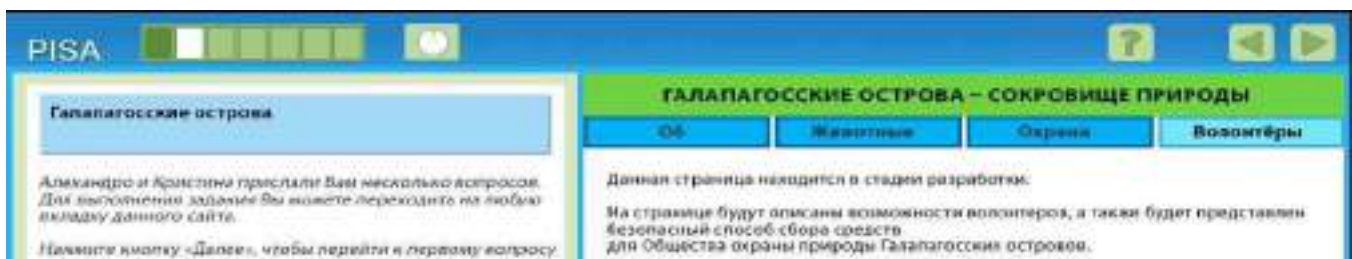 PISA
?
Галапагосские острова
Александро и Кристина прислали Вам несколько вопросов.
Для выполнения задания Вы можете переходить на любую
вкладку данного сайта.
Нажмите кнопку «Далее», чтобы перейти к первому вопросу
ГАЛАПАГОССКИЕ ОСТРОВА – СОКРОВИЩЕ ПРИРОДЫ
Об Животные Охрана Волонтёры
Данная страница находится в стадии разработки.
На странице будут описаны возможности волонтеров, а также будет представлен
безопасный способ сбора средств
для Общества охраны природы Галапагосских островов.